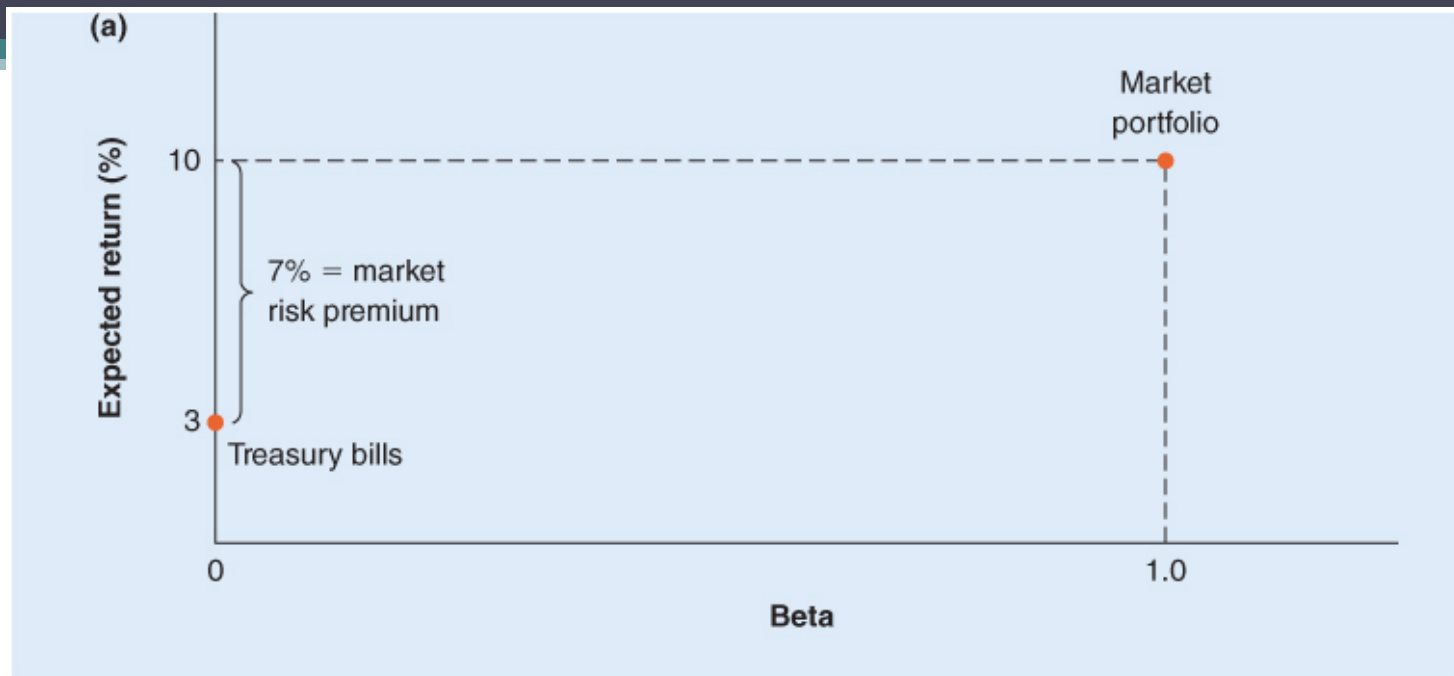 (a)
Market
portfolio
10
Expected return (%)
7% = market
risk premium
3
Treasury bills
0
1.0
Beta